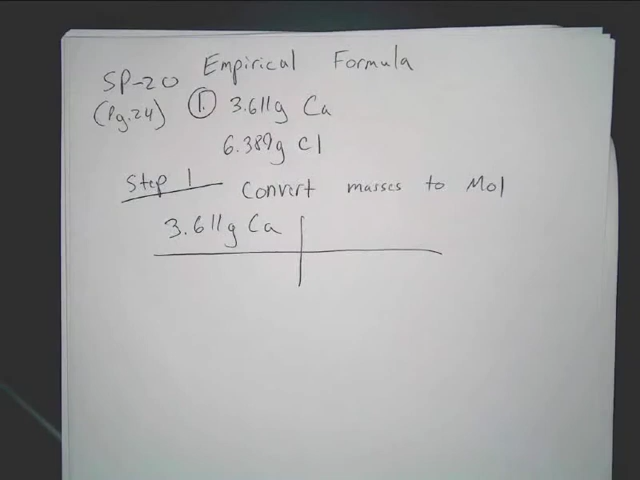 Empirical Formula
SP-20
(Pg.24) 1. 3.611g Ca
6.389g Cl
Step 1 Convert masses to Mol
3.611g Ca